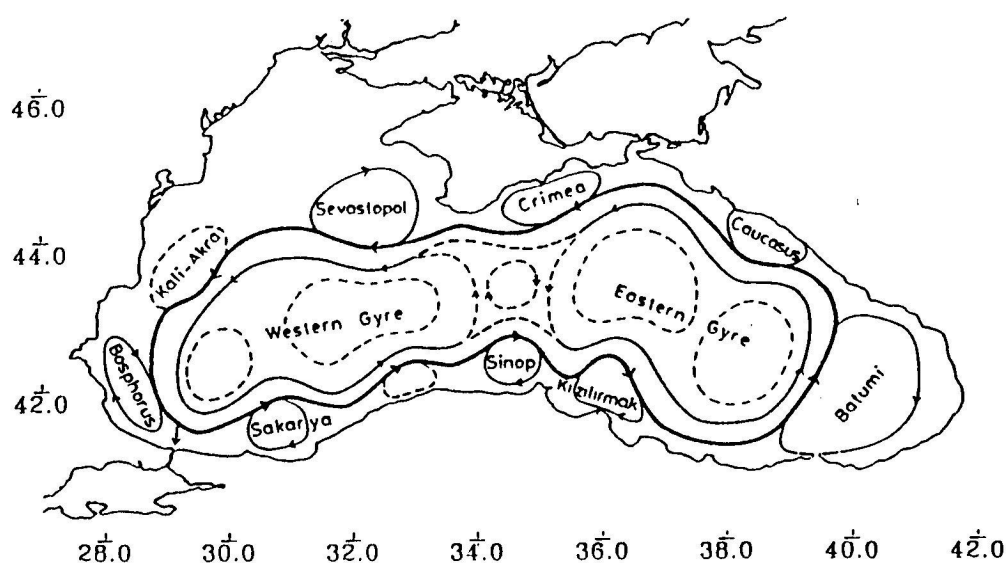 46.0
Sevastopol
Crimea
44.0
Kali-Akra
Caucasus
Western Gyre
Eastern Gyre
Bosphorus
Sinop
42.0
Kızılırmak
Sakarya
Batumi
28.0 30.0 32.0 34.0 36.0 38.0 40.0 42.0